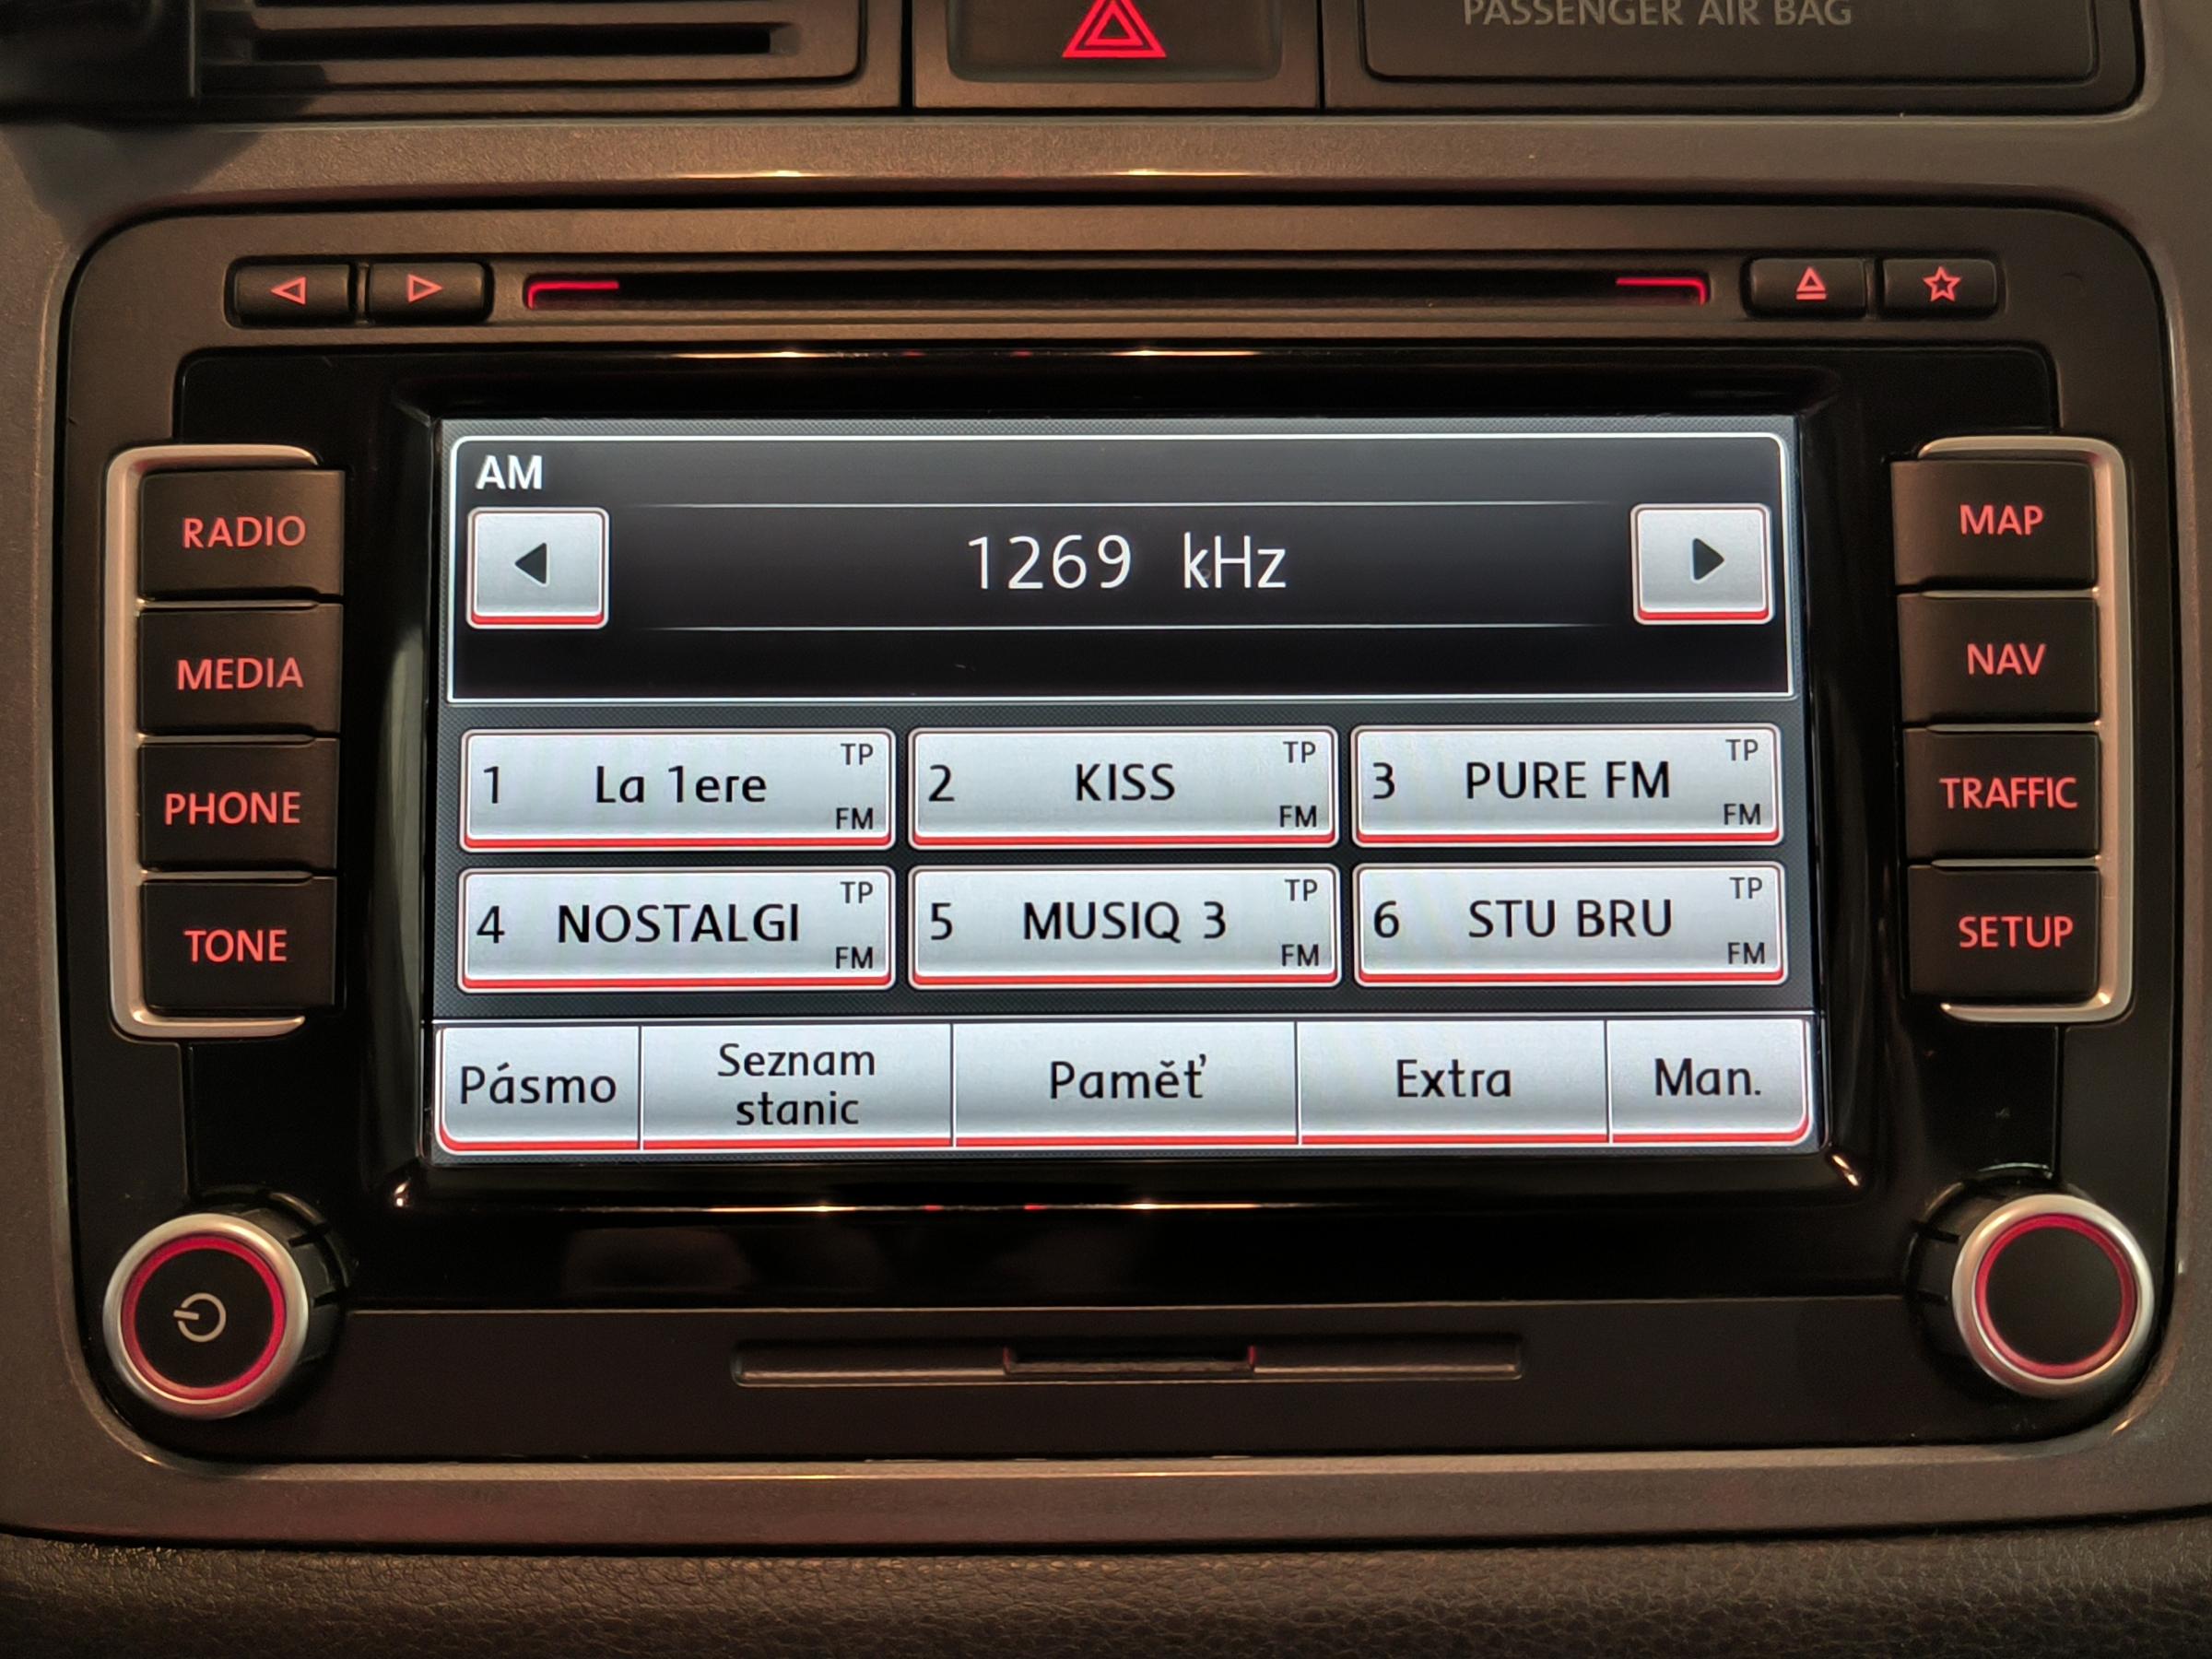 PASSENGER AIR BAG
AM
1269 kHz
RADIO
MEDIA
PHONE
TONE
MAP
NAV
TRAFFIC
SETUP
1 La 1ere TP FM
2 KISS TP FM
3 PURE FM TP FM
4 NOSTALGI TP FM
5 MUSIQ 3 TP FM
6 STU BRU TP FM
Pásmo
Seznam
stanic
Paměť
Extra
Man.